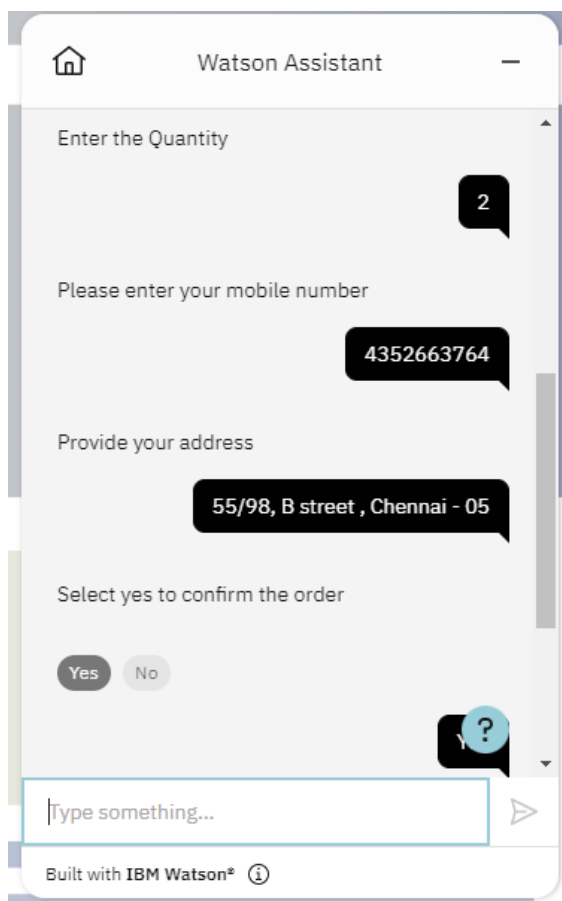 Watson Assistant
Enter the Quantity
2
Please enter your mobile number
4352663764
Provide your address
55/98, B street , Chennai - 05
Select yes to confirm the order
Yes No
?
Type something...
Built with IBM Watson®